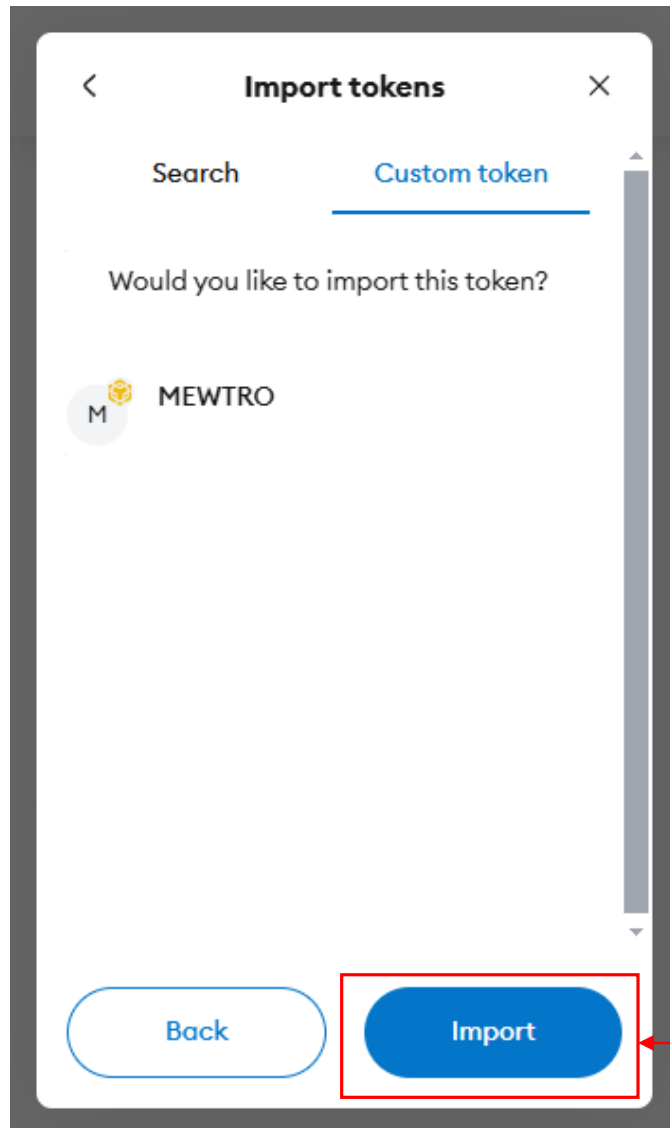 Import tokens
Search Custom token
Would you like to import this token?
M MEWTRO
Back Import